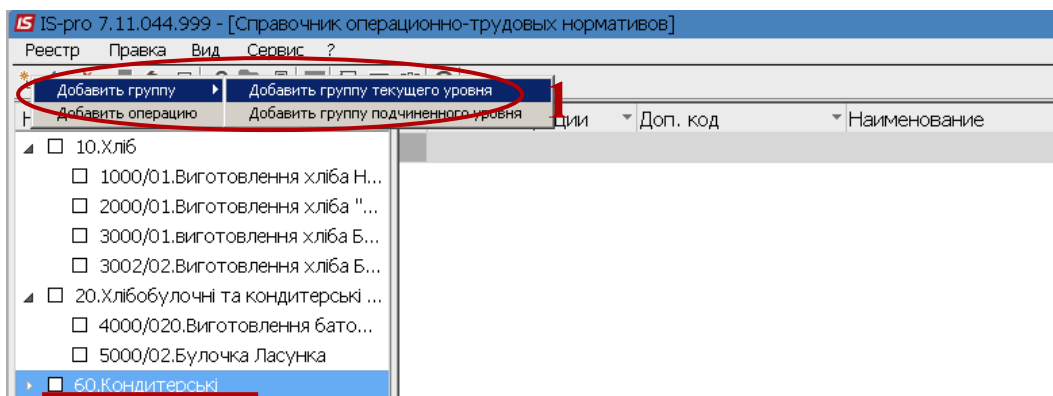 IS IS-pro 7.11.044.999 - [Справочник операционно-трудовых нормативов]
Реестр Правка Вид Сервис ?
Добавить группу Добавить группу текущего уровня 1
Добавить операцию Добавить группу подчиненного уровня
Доп. код Наименование
10.Хліб
1000/01.Виготовлення хліба Н...
2000/01.Виготовлення хліба "...
3000/01.виготовлення хліба Б...
3002/02.Виготовлення хліба Б...
20.Хлібобулочні та кондитерські ...
4000/020.Виготовлення бато...
5000/02.Булочка Ласунка
60.Кондитерські